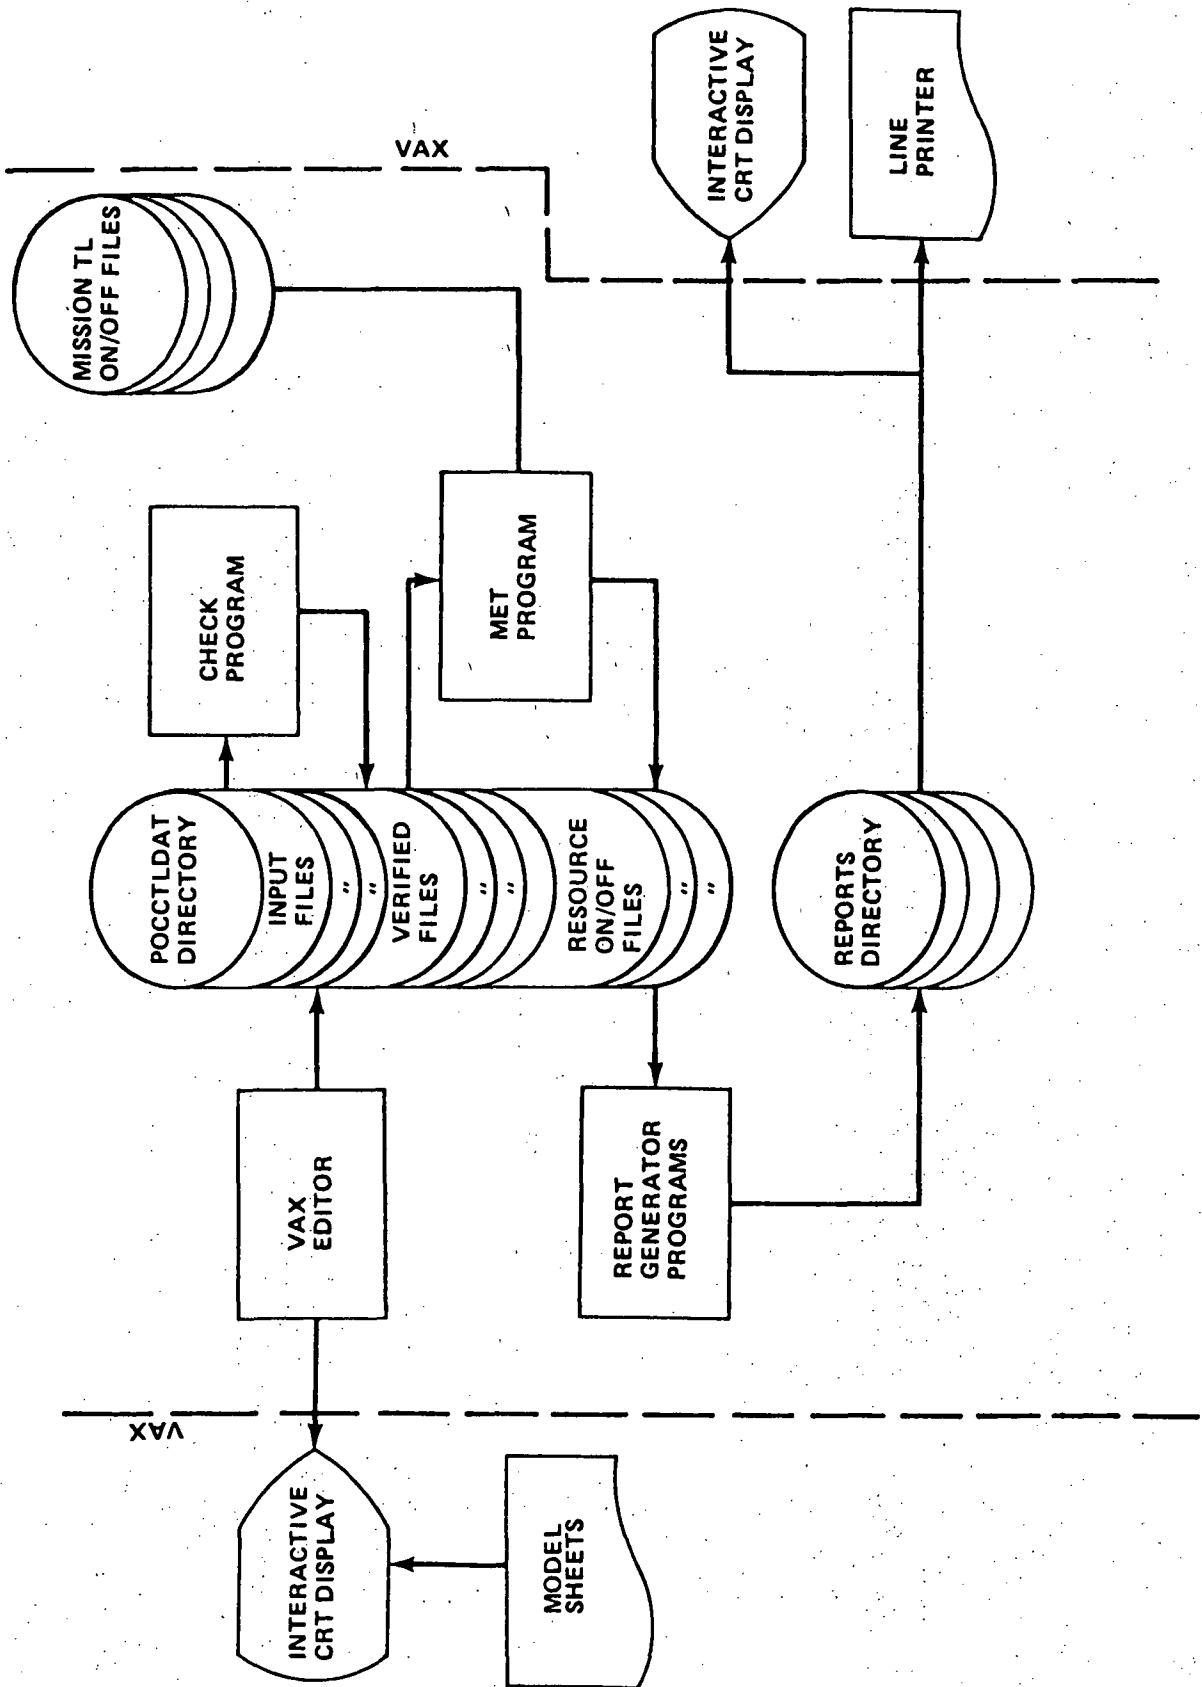 INTERACTIVE
CRT DISPLAY
MODEL
SHEETS
VAX
VAX
EDITOR
REPORT
GENERATOR
PROGRAMS
POCCTLDAT
DIRECTORY
INPUT
FILES
"
"
VERIFIED
FILES
"
"
RESOURCE
ON/OFF
FILES
"
"
REPORTS
DIRECTORY
CHECK
PROGRAM
MET
PROGRAM
MISSION TL
ON/OFF FILES
VAX
INTERACTIVE
CRT DISPLAY
LINE
PRINTER